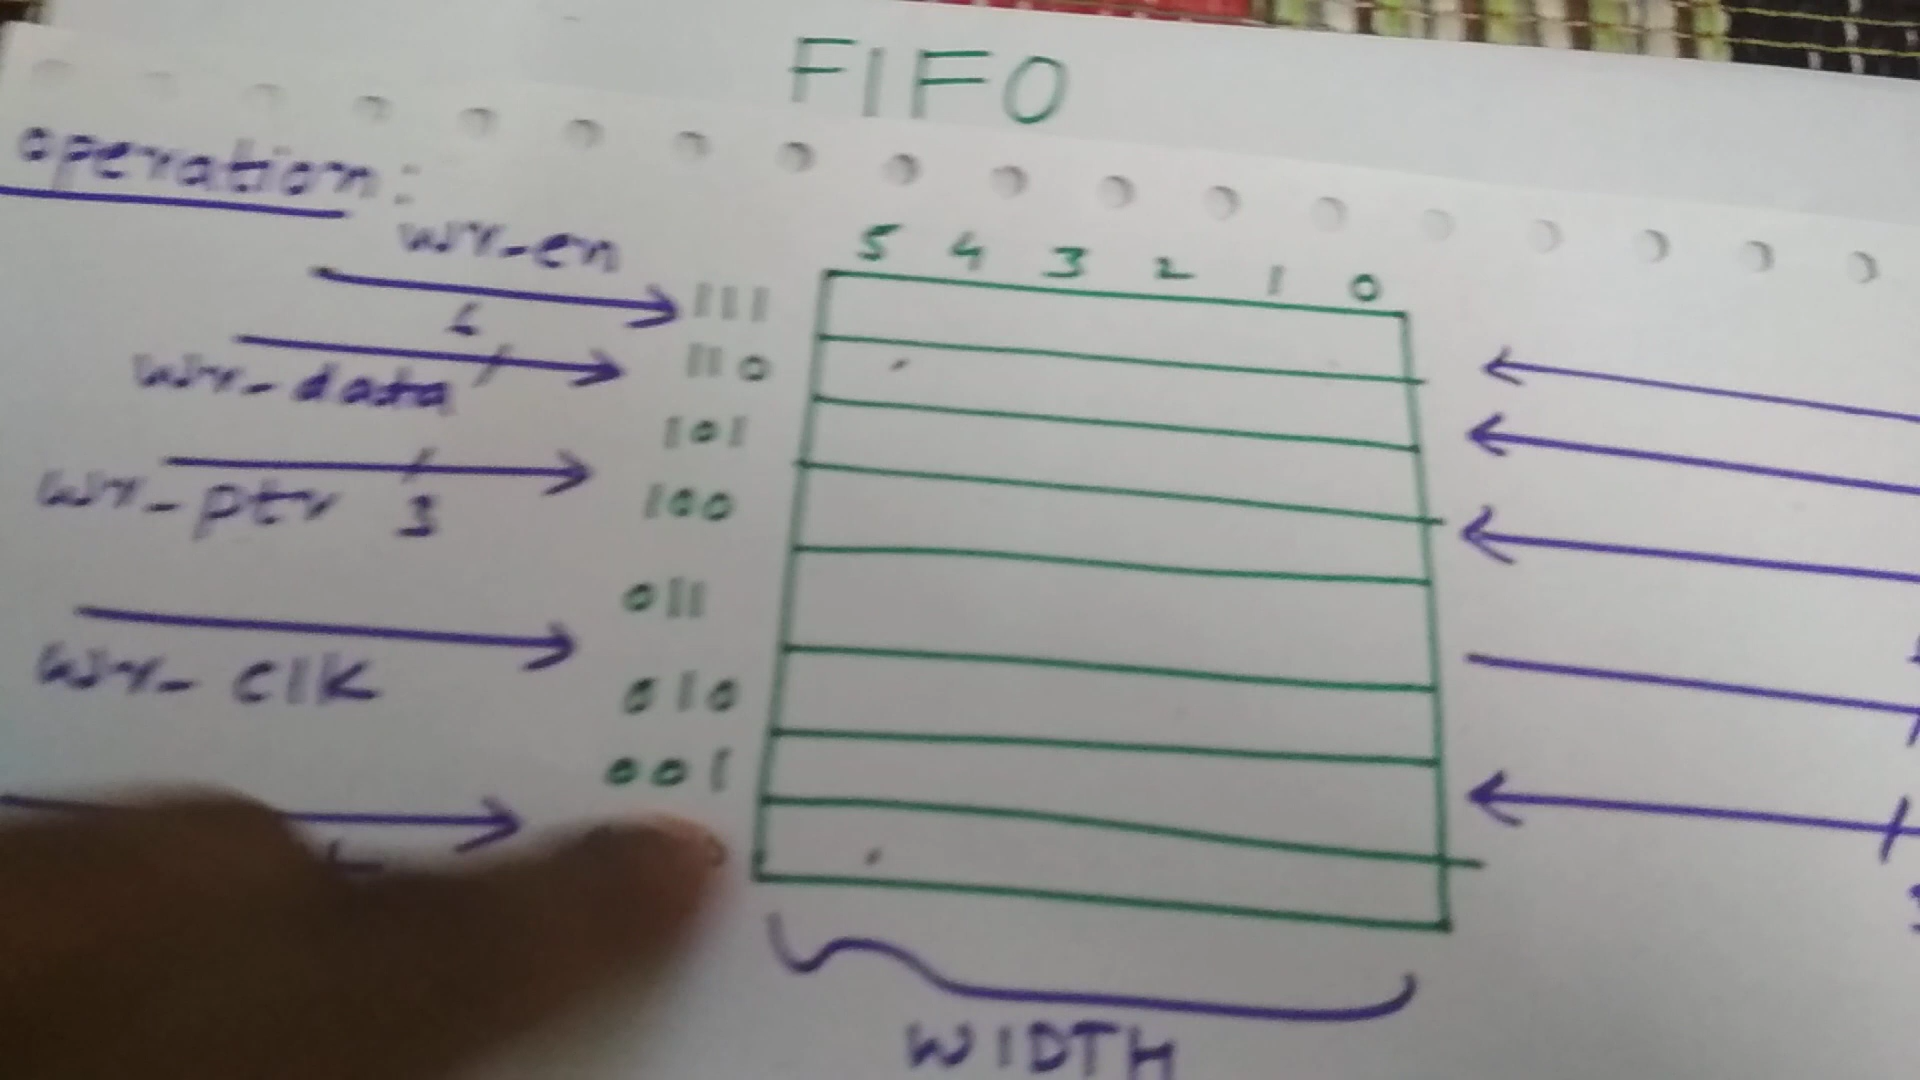 FIFO
operation:
wr-en
5 4 3 2 1 0
111
6
wr-data
110
101
wr-ptr 3
100
011
wr-clk
010
001
WIDTH